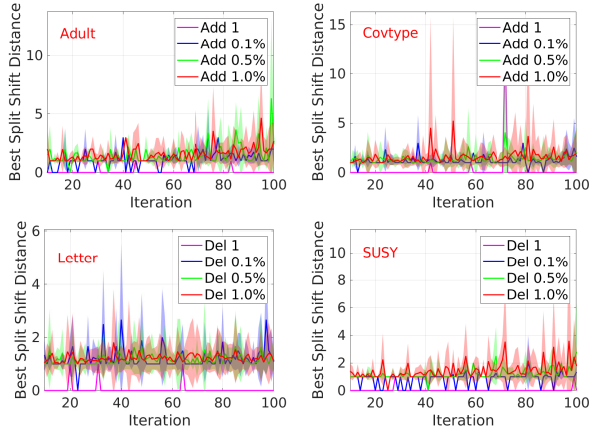 Adult
Add 1
Add 0.1%
Add 0.5%
Add 1.0%
Best Split Shift Distance
10
5
0
20 40 60 80 100
Iteration
Covtype
Add 1
Add 0.1%
Add 0.5%
Add 1.0%
Best Split Shift Distance
15
10
5
0
20 40 60 80 100
Iteration
Letter
Del 1
Del 0.1%
Del 0.5%
Del 1.0%
Best Split Shift Distance
6
4
2
0
20 40 60 80 100
Iteration
SUSY
Del 1
Del 0.1%
Del 0.5%
Del 1.0%
Best Split Shift Distance
10
8
6
4
2
0
20 40 60 80 100
Iteration